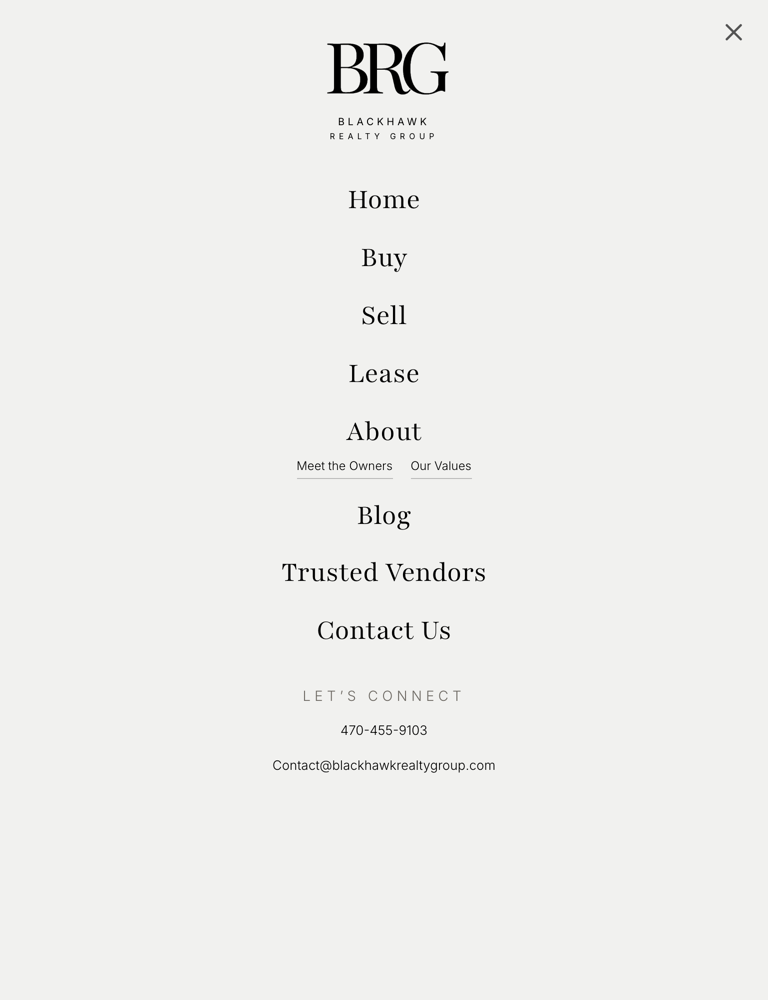 BRG
BLACKHAWK
REALTY GROUP
Home
Buy
Sell
Lease
About
Meet the Owners Our Values
Blog
Trusted Vendors
Contact Us
LET'S CONNECT
470-455-9103
Contact@blackhawkrealtygroup.com